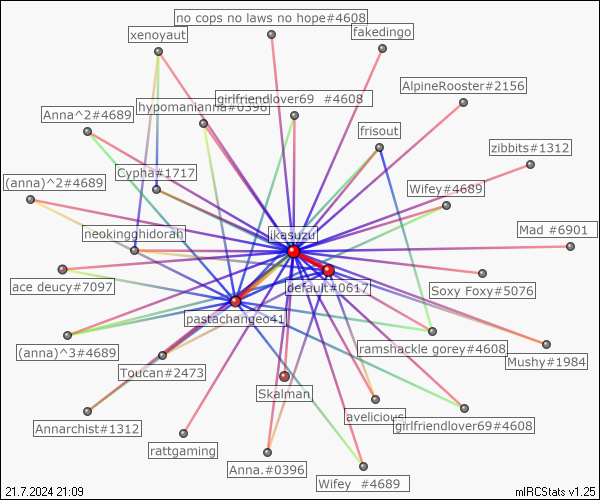 no cops no laws no hope#4608
xenoyaut
fakedingo
AlpineRooster#2156
girlfriendlover69 #4608
hypomanianna#0396
Anna^2#4689
frisout
zibbits#1312
Cypha#1717
(anna)^2#4689
Wifey#4689
Mad #6901
neokingghidorah
ikasuzu
ace deucy#7097
default#0617
Soxy Foxy#5076
pastachangeo41
(anna)^3#4689
ramshackle gorey#4608
Mushy#1984
Toucan#2473
Skalman
avelicious
Annarchist#1312
girlfriendlover69#4608
rattgaming
Anna.#0396
Wifey #4689
21.7.2024 21:09
mIRCStats v1.25